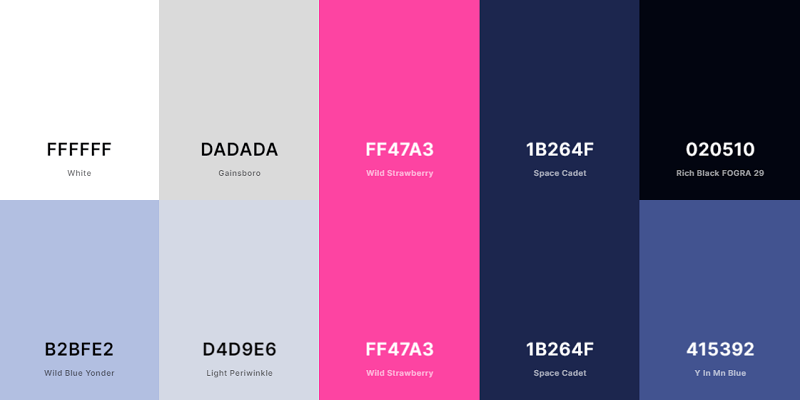 FFFFFF
White
DADADA
Gainsboro
FF47A3
Wild Strawberry
1B264F
Space Cadet
020510
Rich Black FOGRA 29
B2BFE2
Wild Blue Yonder
D4D9E6
Light Periwinkle
FF47A3
Wild Strawberry
1B264F
Space Cadet
415392
Y In Mn Blue